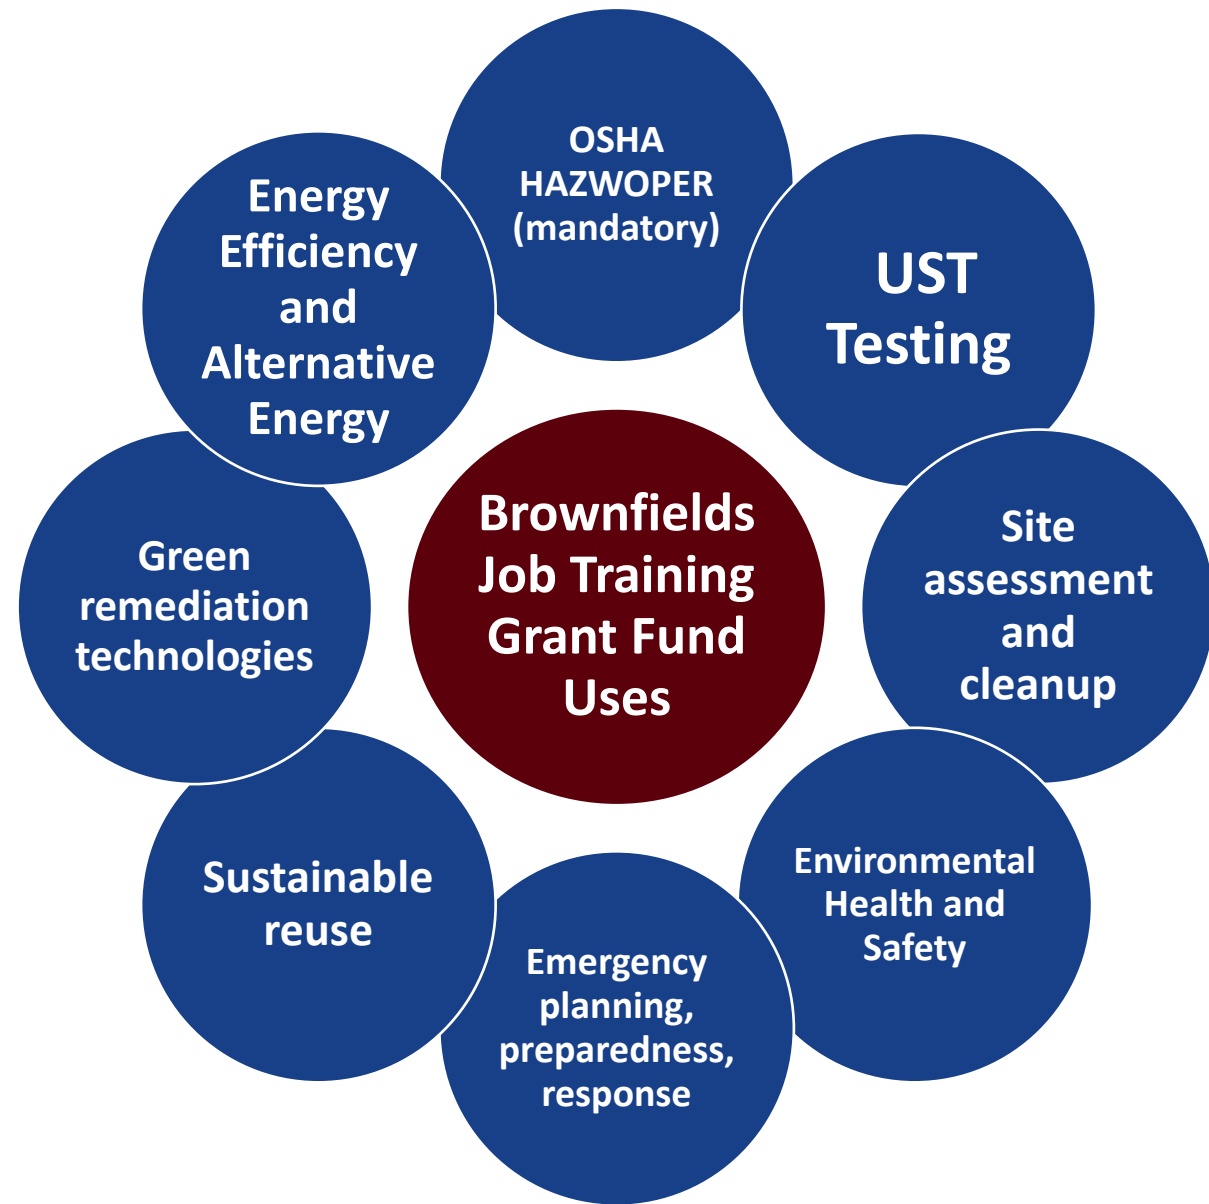 OSHA
HAZWOPER
(mandatory)
UST
Testing
Site
assessment
and
cleanup
Environmental
Health and
Safety
Emergency
planning,
preparedness,
response
Sustainable
reuse
Green
remediation
technologies
Energy
Efficiency
and
Alternative
Energy
Brownfields
Job Training
Grant Fund
Uses